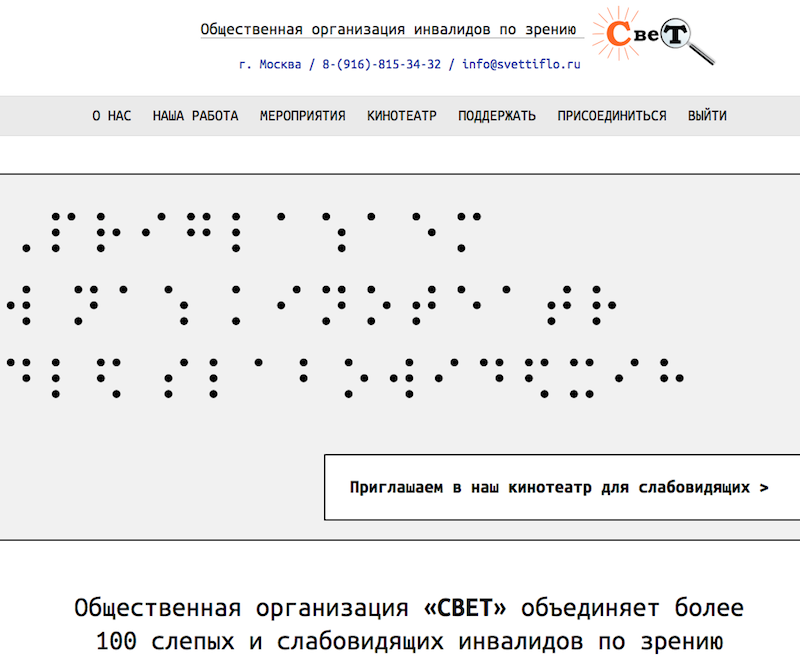 Общественная организация инвалидов по зрению
СвеТ
г. Москва / 8-(916)-815-34-32 / info@svettiflo.ru
О НАС НАША РАБОТА МЕРОПРИЯТИЯ КИНОТЕАТР ПОДДЕРЖАТЬ ПРИСОЕДИНИТЬСЯ ВЫЙТИ
⠠⠏⠗⠊⠛⠇⠁⠱⠁⠑⠍
⠺ ⠝⠁⠱ ⠅⠊⠝⠕⠞⠑⠁⠞⠗
⠙⠇⠫ ⠎⠇⠁⠃⠕⠺⠊⠙⠫⠭⠊⠓
Приглашаем в наш кинотеатр для слабовидящих >
Общественная организация «СВЕТ» объединяет более
100 слепых и слабовидящих инвалидов по зрению